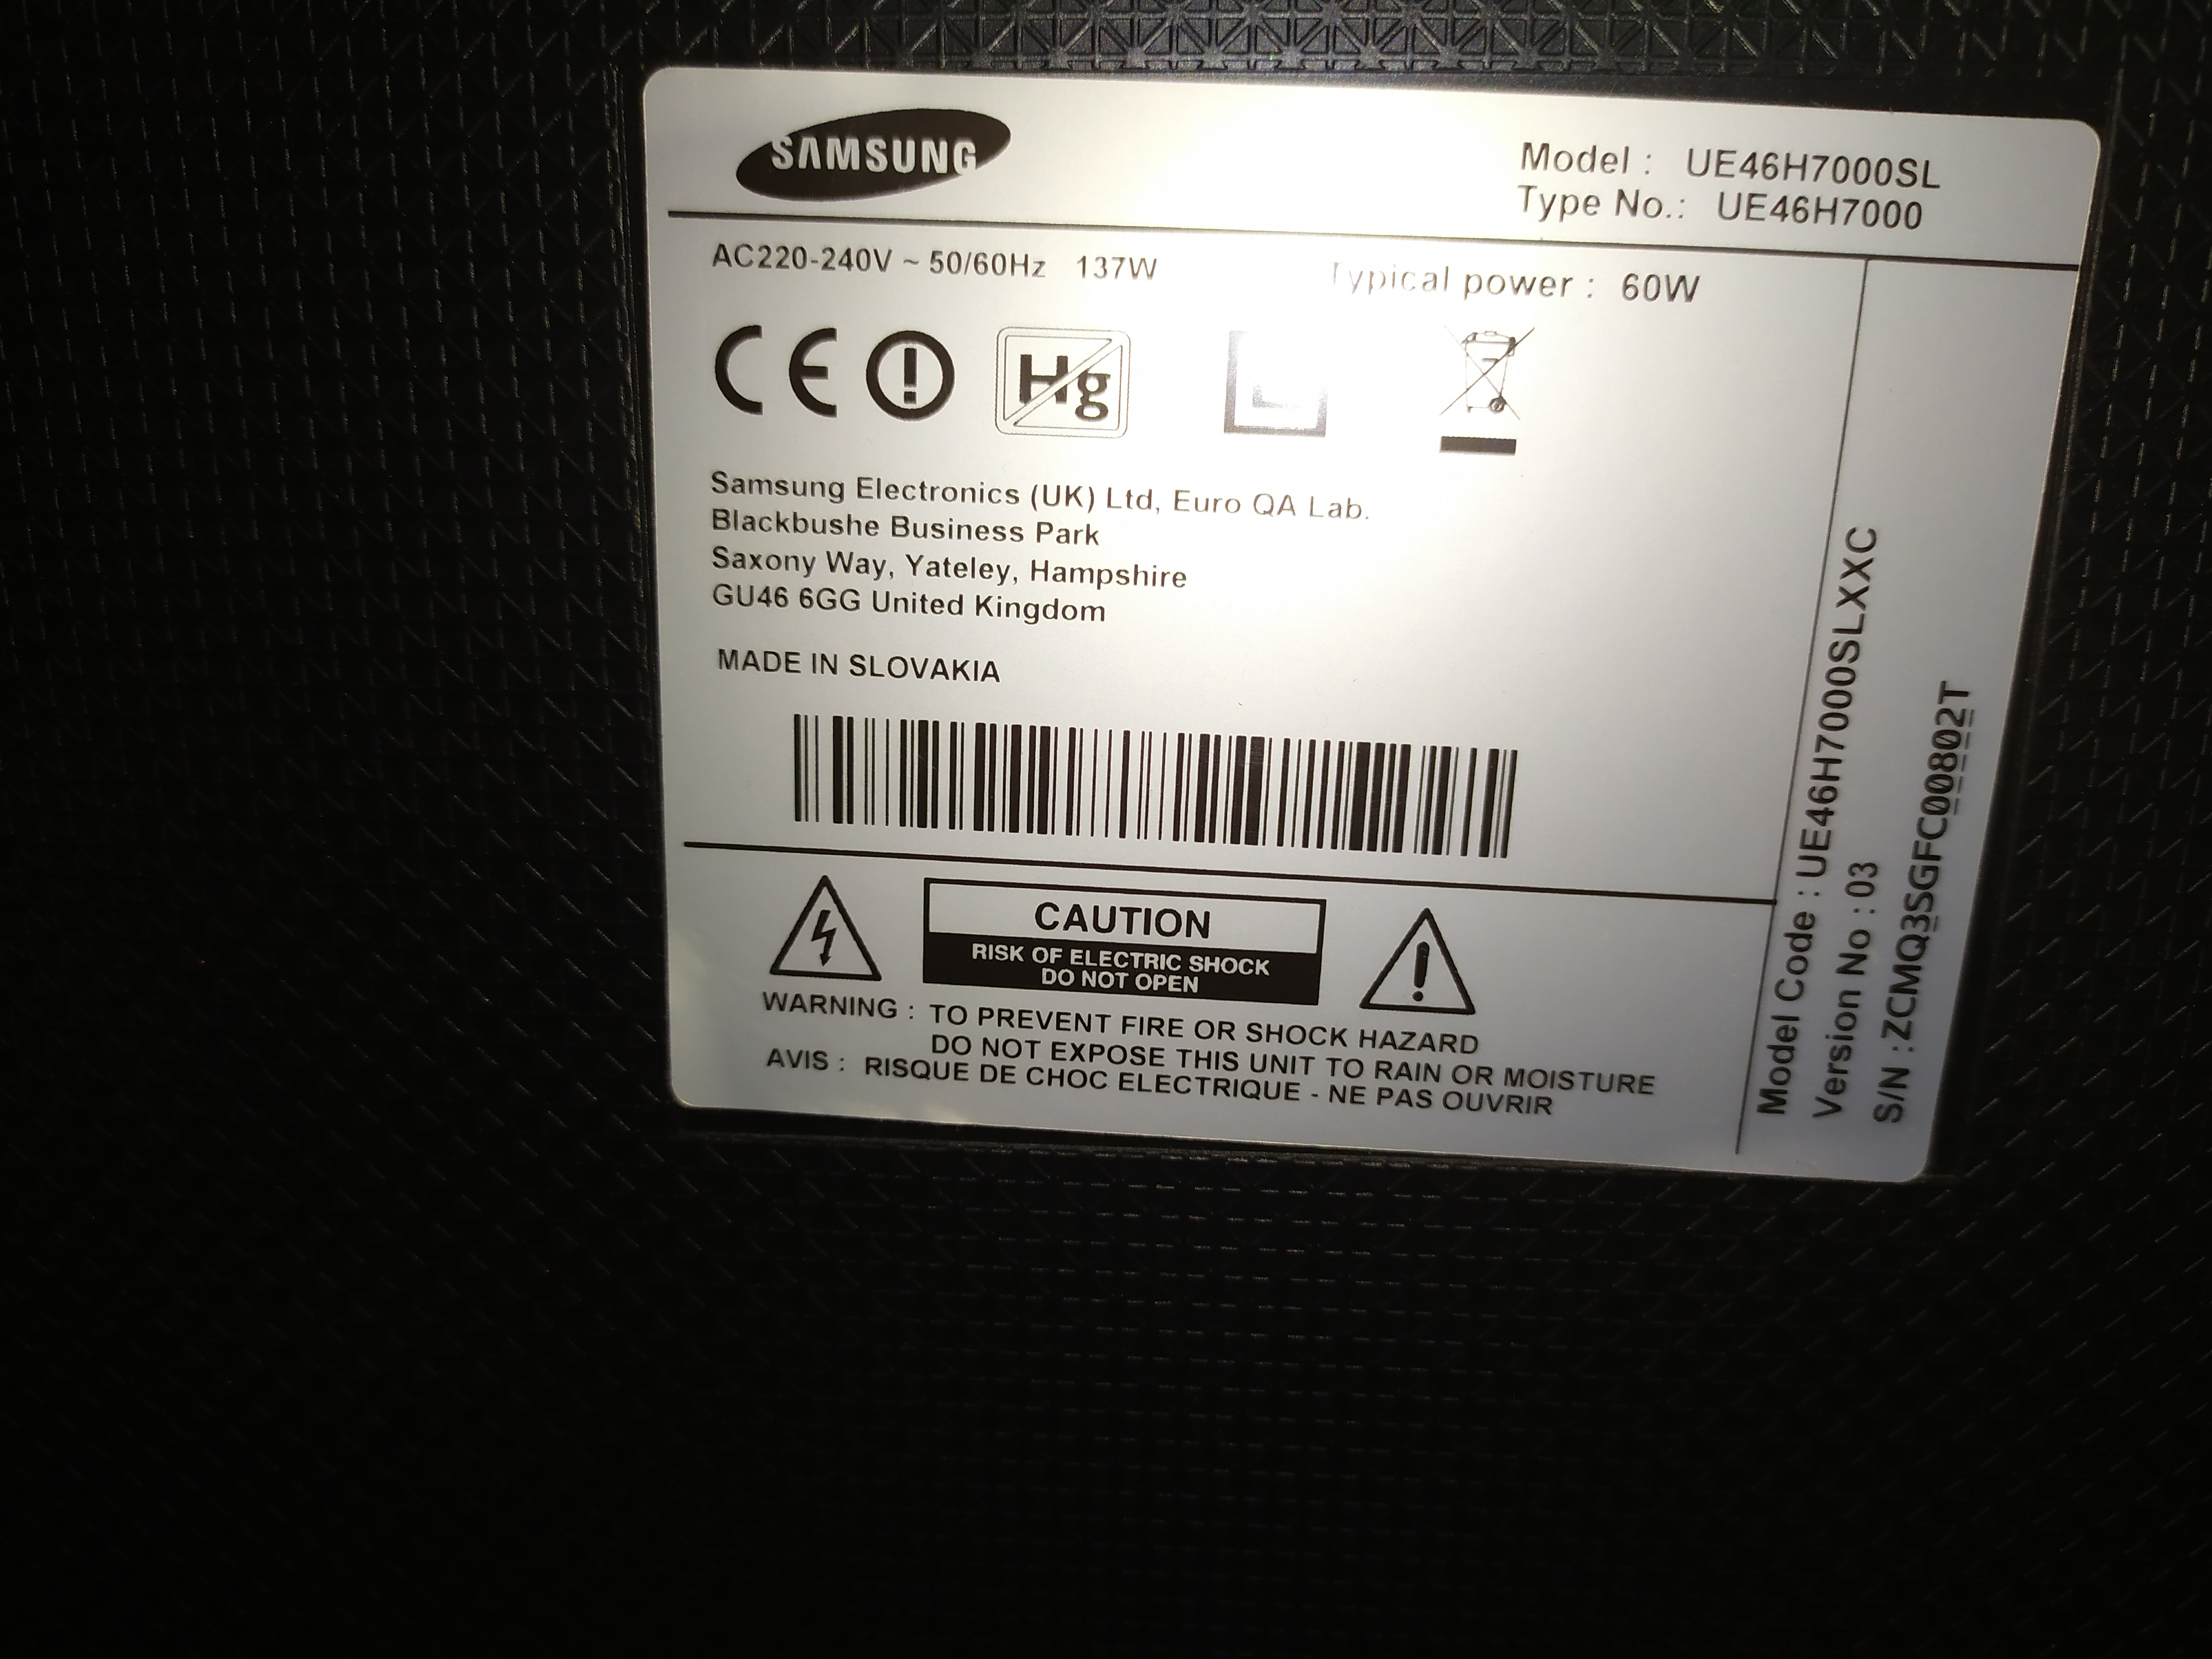 SAMSUNG
Model : UE46H7000SL
Type No.: UE46H7000
AC220-240V ~ 50/60Hz 137W
Typical power : 60W
CE
Hg
Samsung Electronics (UK) Ltd, Euro QA Lab.
Blackbushe Business Park
Saxony Way, Yateley, Hampshire
GU46 6GG United Kingdom
MADE IN SLOVAKIA
CAUTION
RISK OF ELECTRIC SHOCK
DO NOT OPEN
WARNING : TO PREVENT FIRE OR SHOCK HAZARD
DO NOT EXPOSE THIS UNIT TO RAIN OR MOISTURE
AVIS : RISQUE DE CHOC ELECTRIQUE - NE PAS OUVRIR
Model Code : UE46H7000SLXXC
Version No : 03
S/N : ZCMQ3SGFC00802T